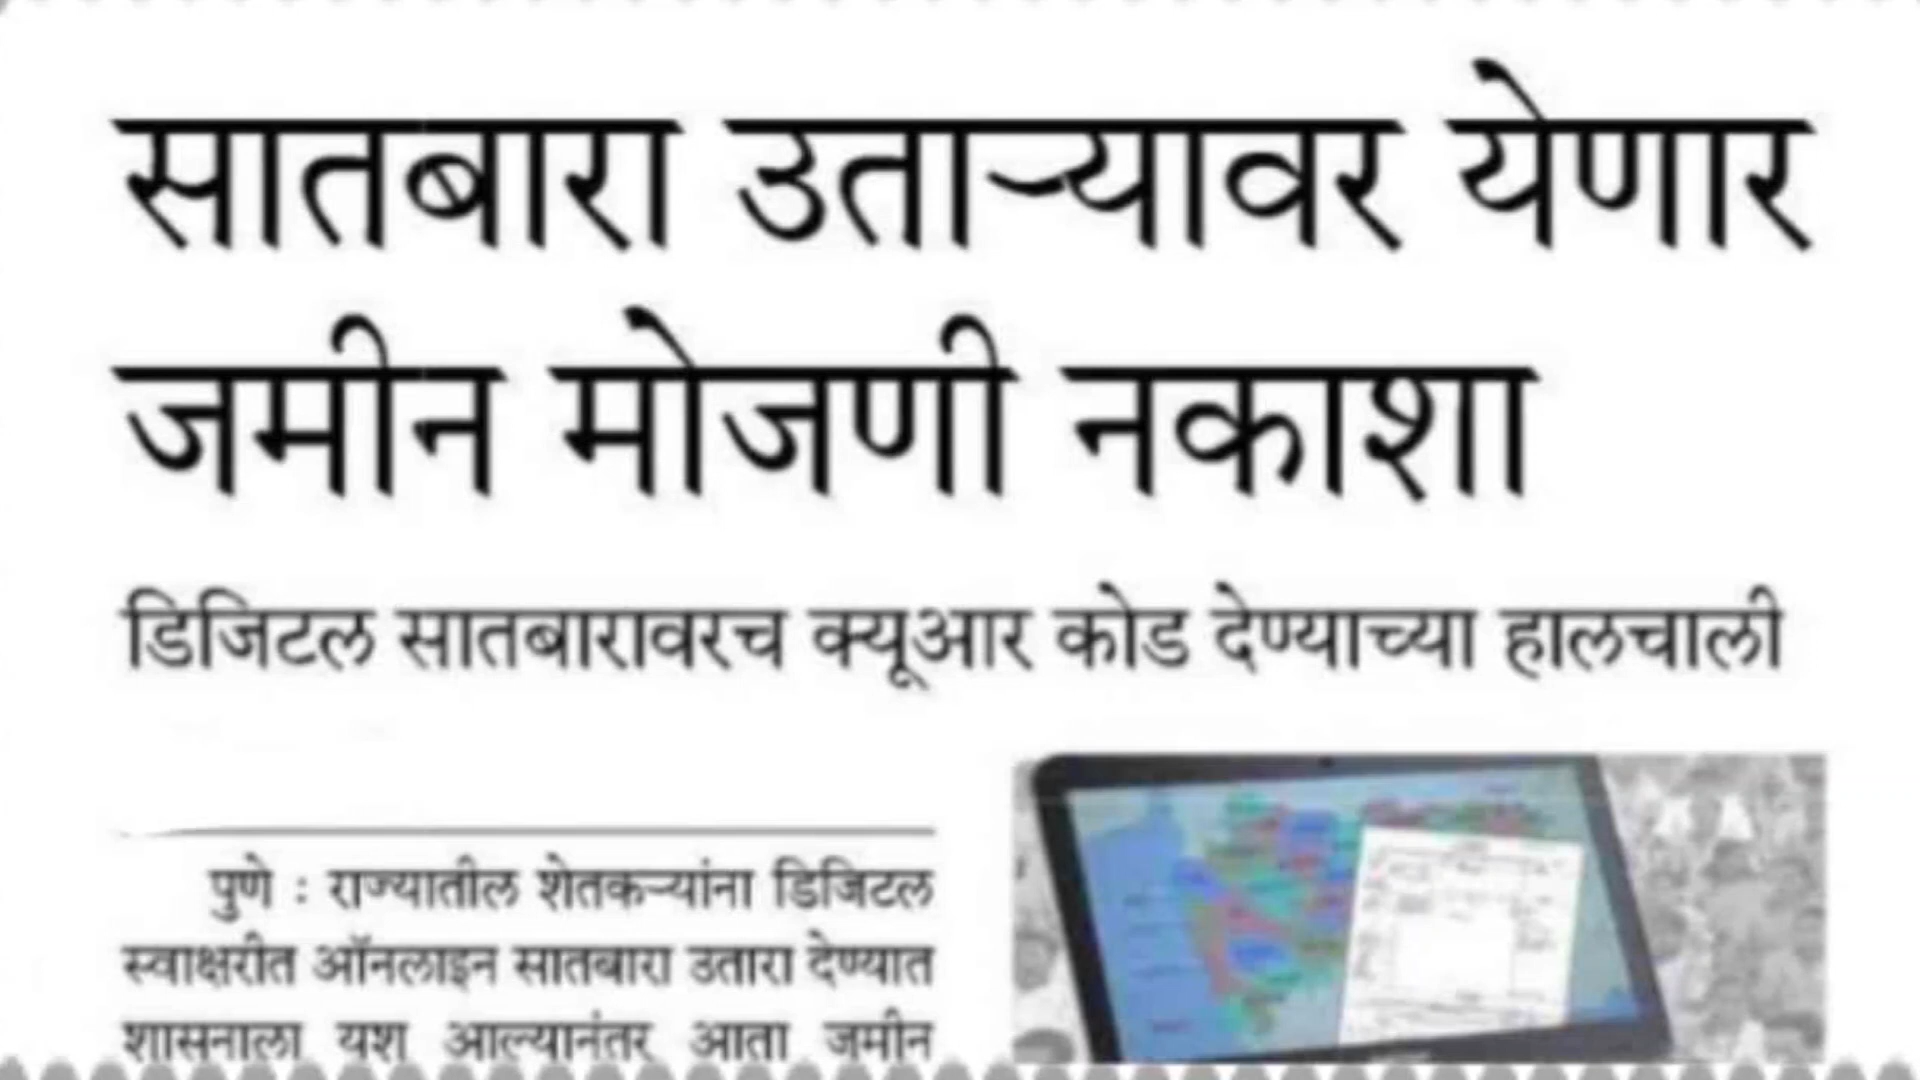 सातबारा उताऱ्यावर येणार
जमीन मोजणी नकाशा
डिजिटल सातबारावरच क्यूआर कोड देण्याच्या हालचाली
पुणे : राज्यातील शेतकऱ्यांना डिजिटल
स्वाक्षरीत ऑनलाइन सातबारा उतारा देण्यात
शासनाला यश आल्यानंतर आता जमीन